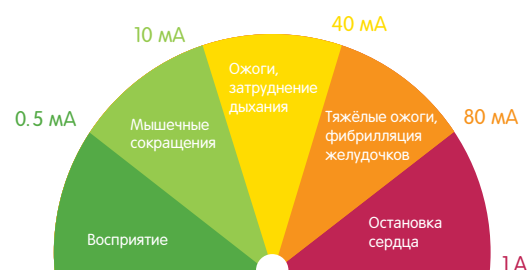 10 мА
40 мА
0.5 мА
80 мА
1 А
Восприятие
Мышечные
сокращения
Ожоги,
затруднение
дыхания
Тяжёлые ожоги,
фибрилляция
желудочков
Остановка
сердца